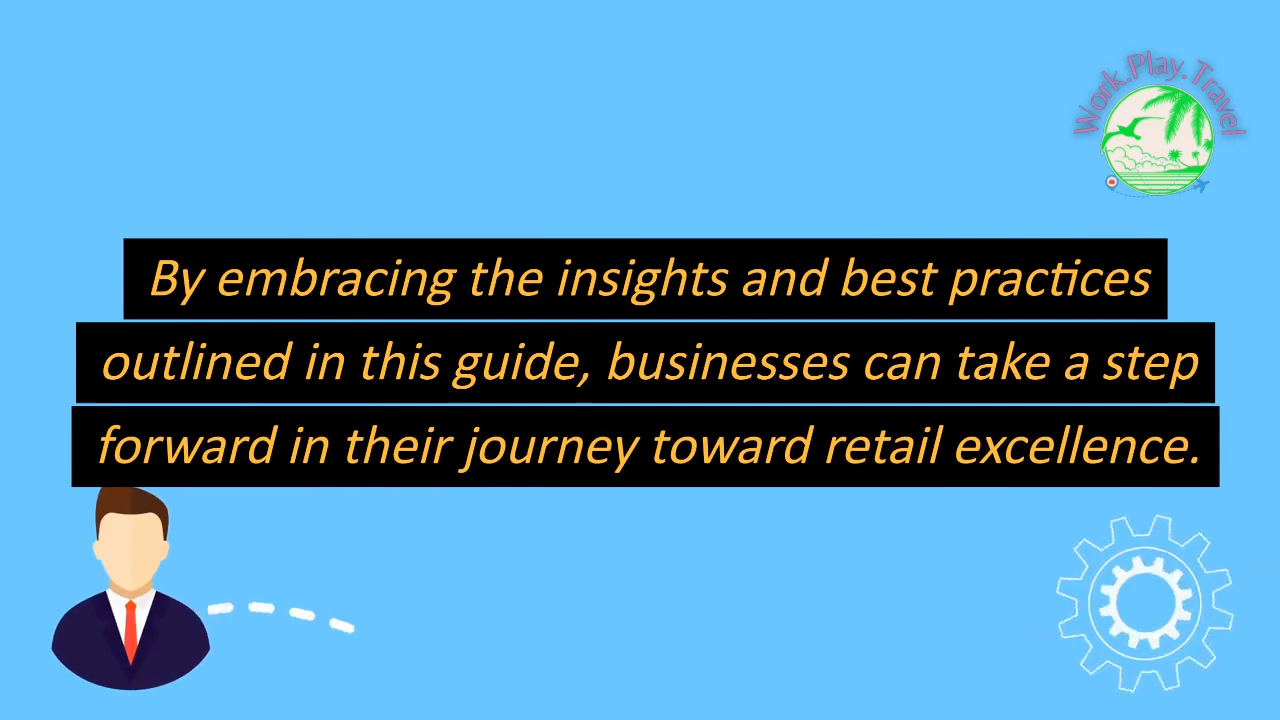 Work.Play.Travel
By embracing the insights and best practices
outlined in this guide, businesses can take a step
forward in their journey toward retail excellence.